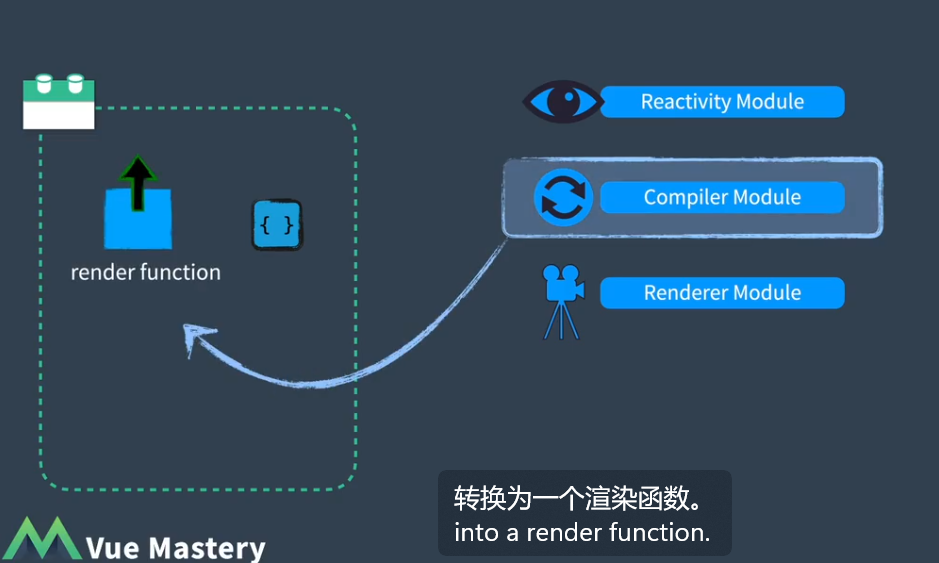 Reactivity Module
Compiler Module
Renderer Module
{ }
render function
转换为一个渲染函数。
into a render function.
Vue Mastery